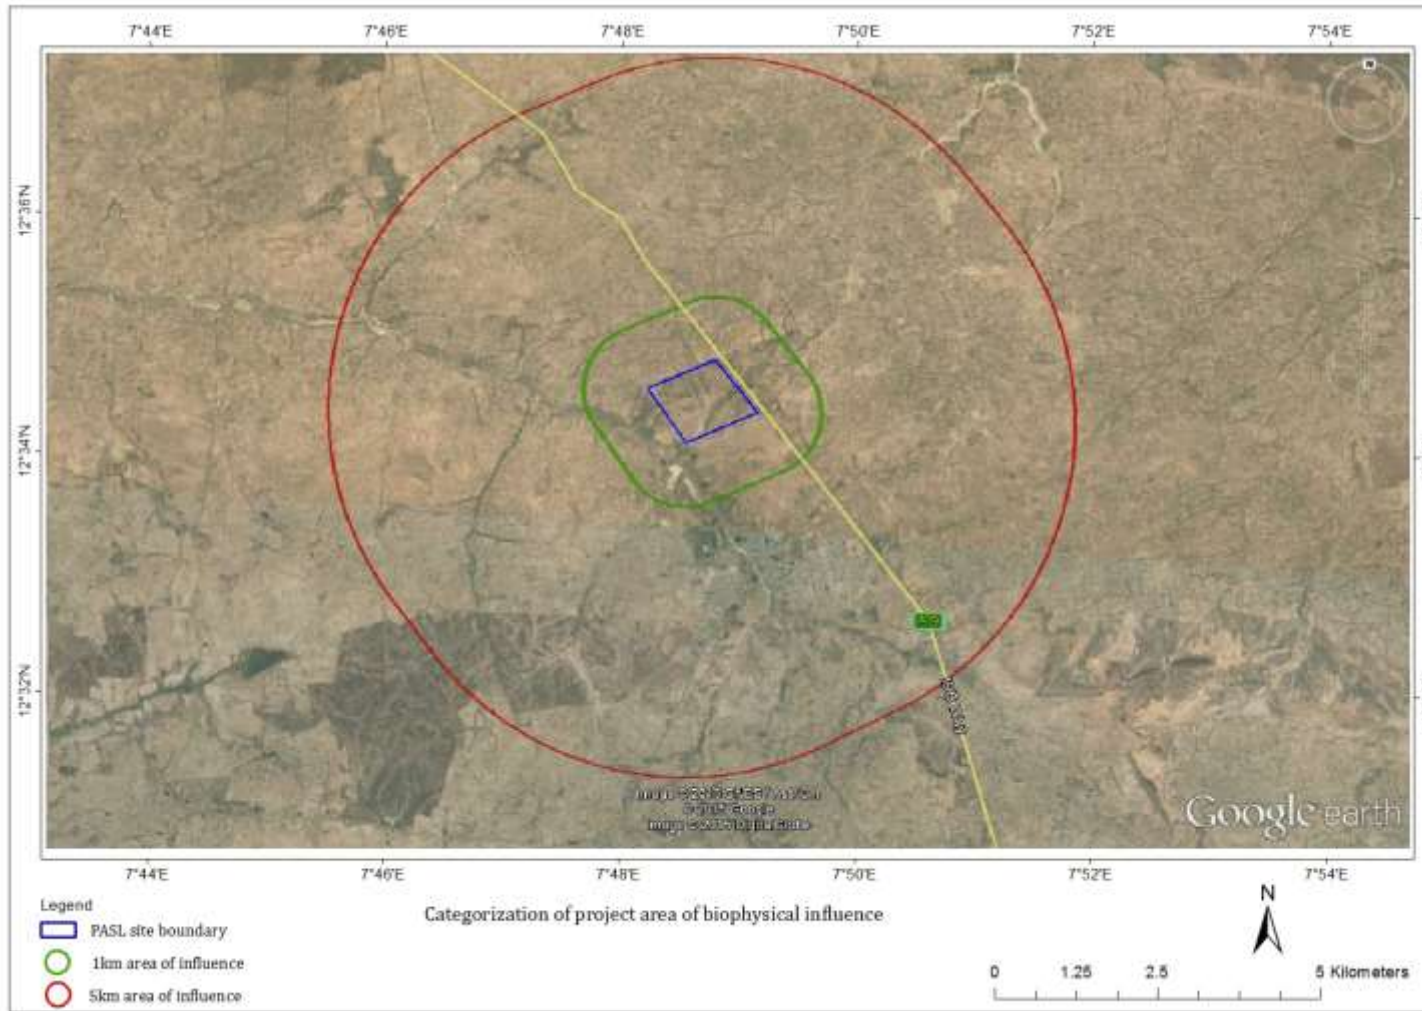 7°44'E 7°46'E 7°48'E 7°50'E 7°52'E 7°54'E
N
12°36'N
12°34'N
12°32'N
Google earth
7°44'E 7°46'E 7°48'E 7°50'E 7°52'E 7°54'E
Legend
PASL site boundary
1km area of influence
5km area of influence
Categorization of project area of biophysical influence
N
0 1.25 2.5 5 Kilometers